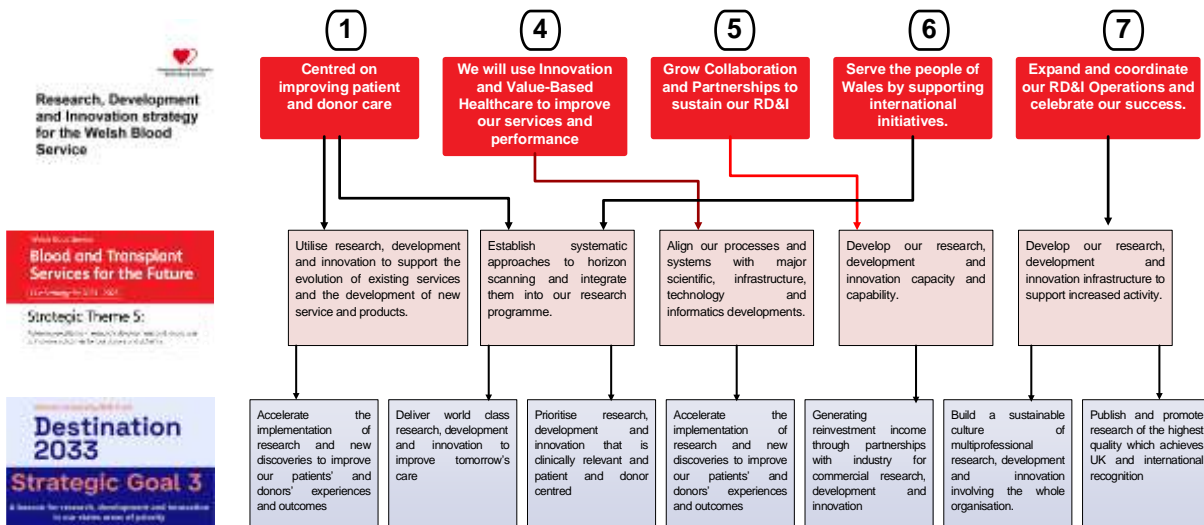 1
4
5
6
7
Research, Development
and Innovation strategy
for the Welsh Blood
Service
Centred on
improving patient
and donor care
We will use Innovation
and Value-Based
Healthcare to improve
our services and
performance
Grow Collaboration
and Partnerships to
sustain our RD&I
Serve the people of
Wales by supporting
international
initiatives.
Expand and coordinate
our RD&I Operations and
celebrate our success.
Blood and Transplant
Services for the Future
Strategic Theme 5:
Utilise research, development
and innovation to support the
evolution of existing services
and the development of new
service and products.
Establish systematic
approaches to horizon
scanning and integrate
them into our research
programme.
Align our processes and
systems with major
scientific, infrastructure,
technology and
informatics developments.
Develop our research,
development and
innovation capacity and
capability.
Develop our research,
development and
innovation infrastructure to
support increased activity.
Destination
2033
Strategic Goal 3
A beacon for research, development and innovation
in our stated areas of priority
Accelerate the
implementation of
research and new
discoveries to improve
our patients' and
donors' experiences
and outcomes
Deliver world class
research, development
and innovation to
improve tomorrow's
care
Prioritise research,
development and
innovation that is
clinically relevant and
patient and donor
centred
Accelerate the
implementation of
research and new
discoveries to improve
our patients' and
donors' experiences
and outcomes
Generating
reinvestment income
through partnerships
with industry for
commercial research,
development and
innovation
Build a sustainable
culture of
multiprofessional
research, development
and innovation
involving the whole
organisation.
Publish and promote
research of the highest
quality which achieves
UK and international
recognition